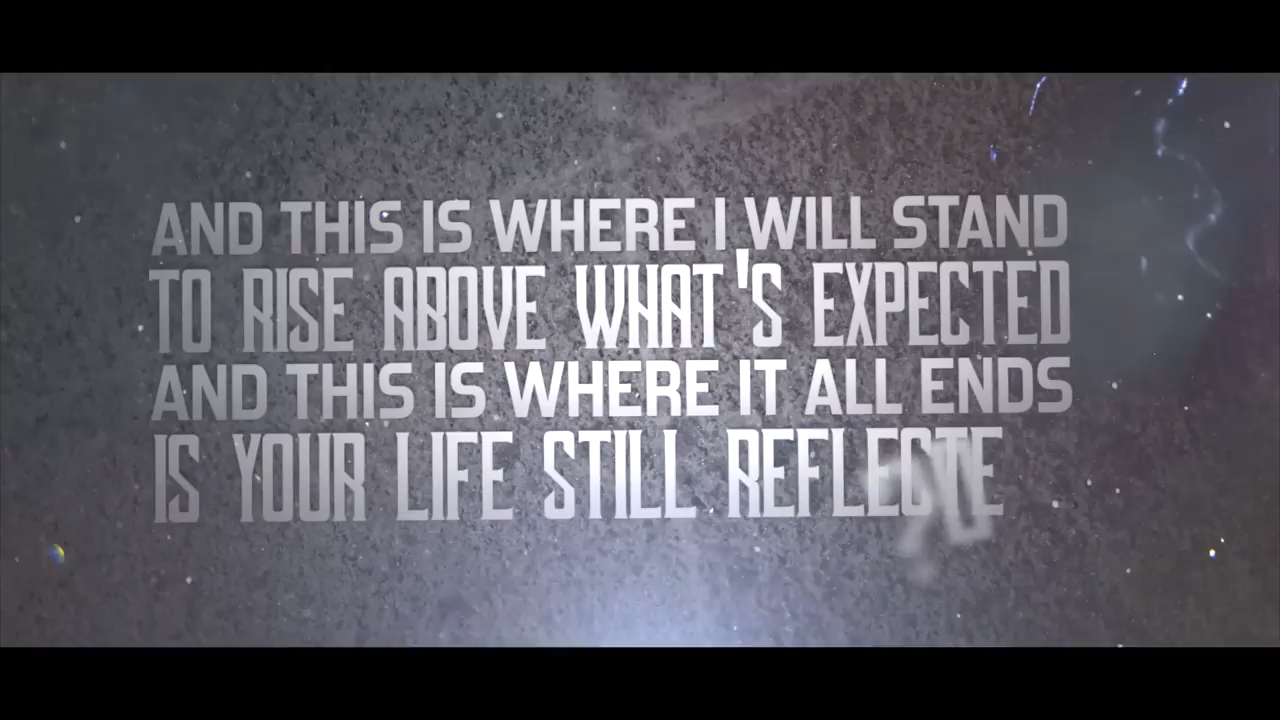 AND THIS IS WHERE I WILL STAND
TO RISE ABOVE WHAT'S EXPECTED
AND THIS IS WHERE IT ALL ENDS
IS YOUR LIFE STILL REFLECTE